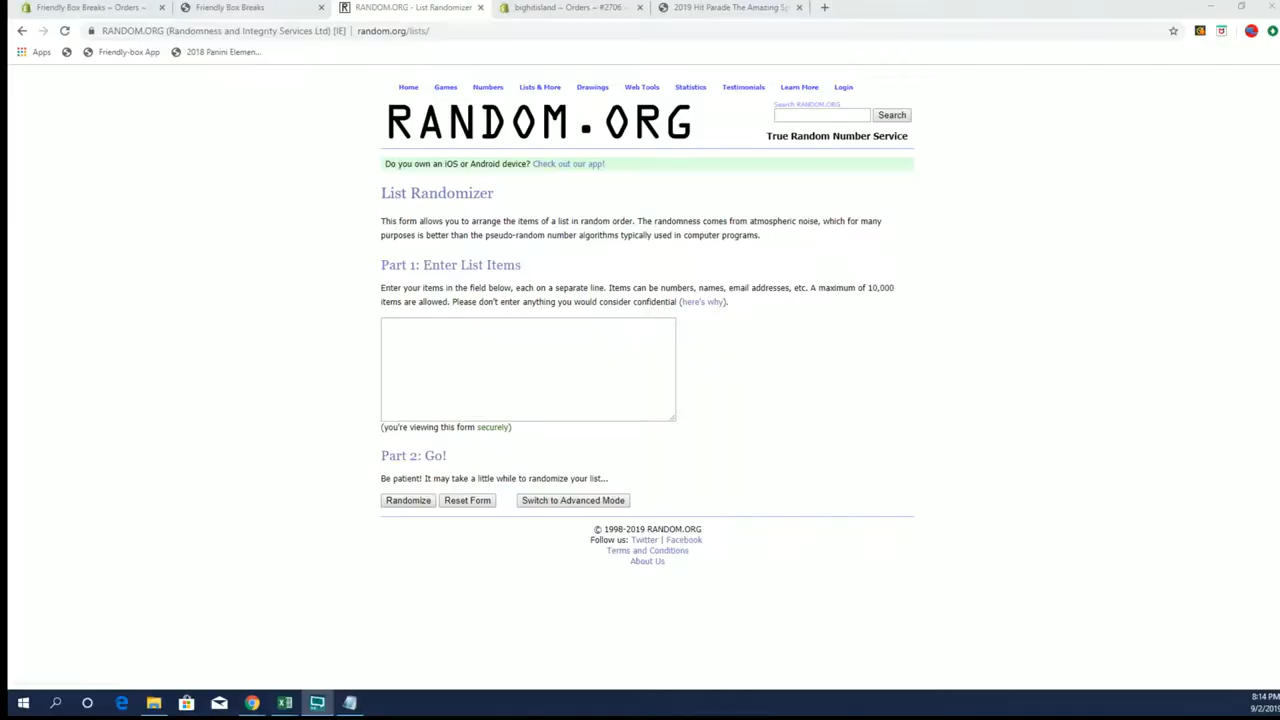 Friendly Box Breaks ~ Orders ~
Friendly Box Breaks
RANDOM.ORG - List Randomizer
bighitisland ~ Orders ~ #2706
2019 Hit Parade The Amazing Sp
RANDOM.ORG (Randomness and Integrity Services Ltd) [IE] | random.org/lists/
Apps
Friendly-box App
2018 Panini Elemen...
Home Games Numbers Lists & More Drawings Web Tools Statistics Testimonials Learn More Login
RANDOM.ORG
Search RANDOM.ORG
Search
True Random Number Service
Do you own an iOS or Android device? Check out our app!
List Randomizer
This form allows you to arrange the items of a list in random order. The randomness comes from atmospheric noise, which for many
purposes is better than the pseudo-random number algorithms typically used in computer programs.
Part 1: Enter List Items
Enter your items in the field below, each on a separate line. Items can be numbers, names, email addresses, etc. A maximum of 10,000
items are allowed. Please don't enter anything you would consider confidential (here's why).
(you're viewing this form securely)
Part 2: Go!
Be patient! It may take a little while to randomize your list...
Randomize Reset Form Switch to Advanced Mode
© 1998-2019 RANDOM.ORG
Follow us: Twitter | Facebook
Terms and Conditions
About Us
8:14 PM
9/2/2019